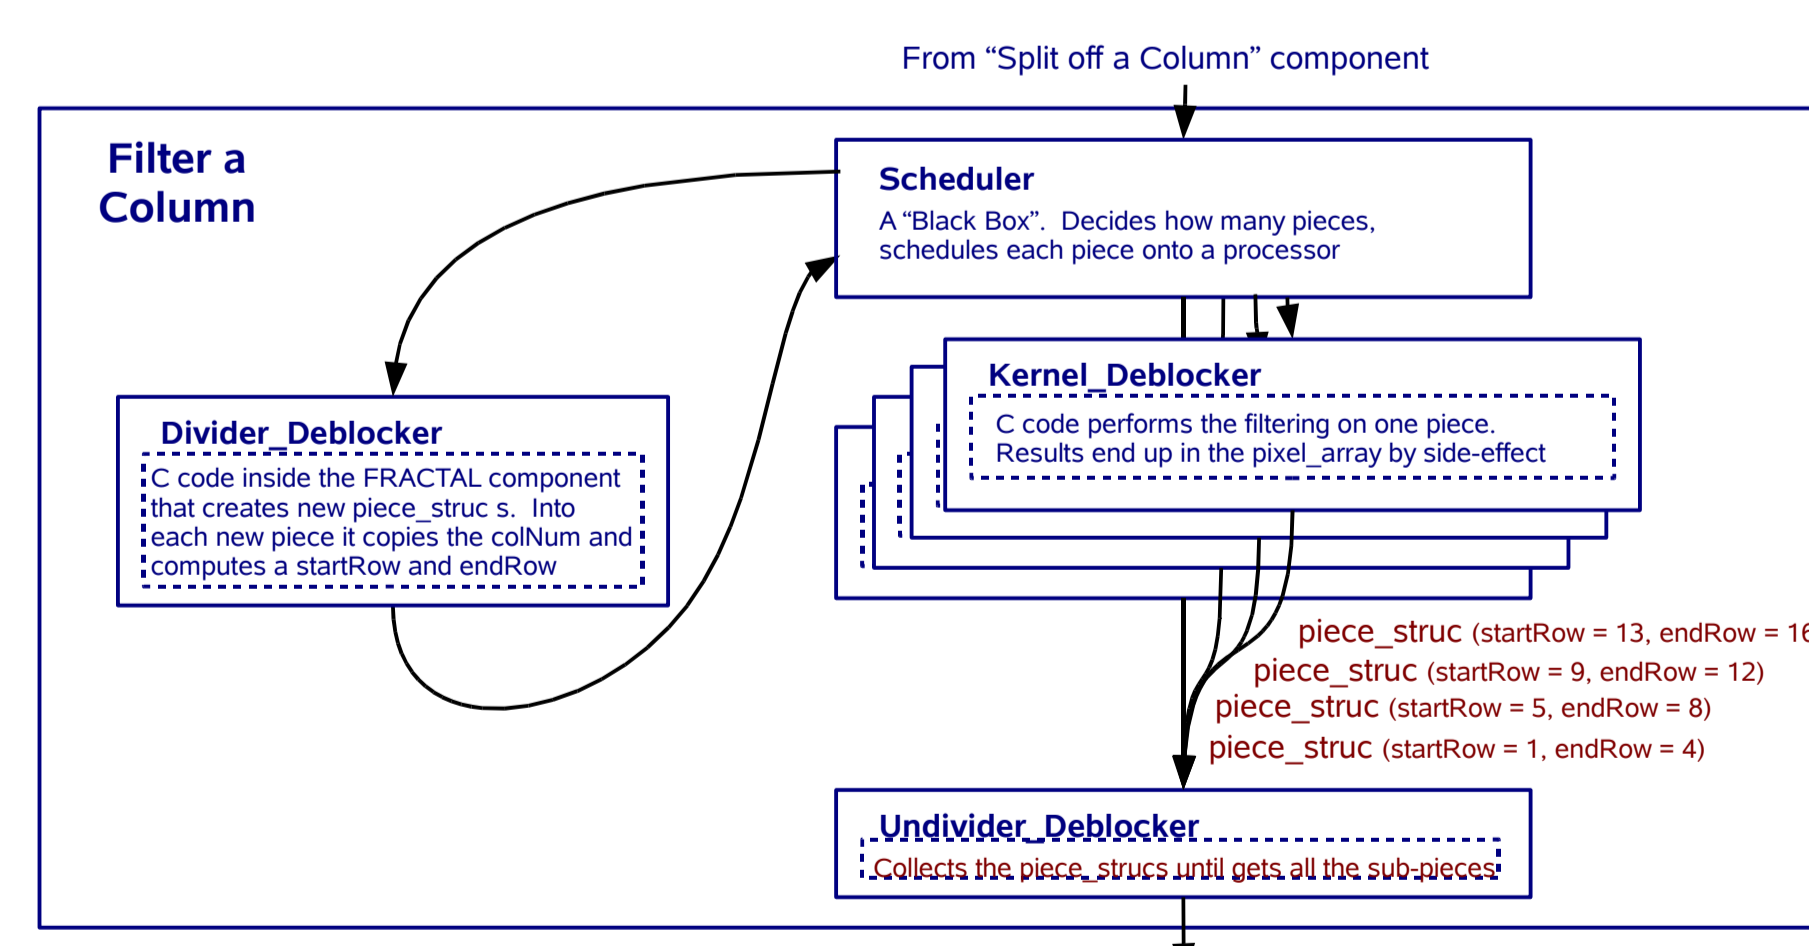 From “Split off a Column” component
Filter a
Column
Scheduler
A “Black Box”.  Decides how many pieces,
schedules each piece onto a processor
Kernel_Deblocker
C code performs the filtering on one piece.
Results end up in the pixel_array by side-effect
Divider_Deblocker
C code inside the FRACTAL component
that creates new piece_struc s.  Into
each new piece it copies the colNum and
computes a startRow and endRow
piece_struc (startRow = 13, endRow = 16
piece_struc (startRow = 9, endRow = 12)
piece_struc (startRow = 5, endRow = 8)
piece_struc (startRow = 1, endRow = 4)
Undivider_Deblocker
Collects the piece_strucs until gets all the sub-pieces